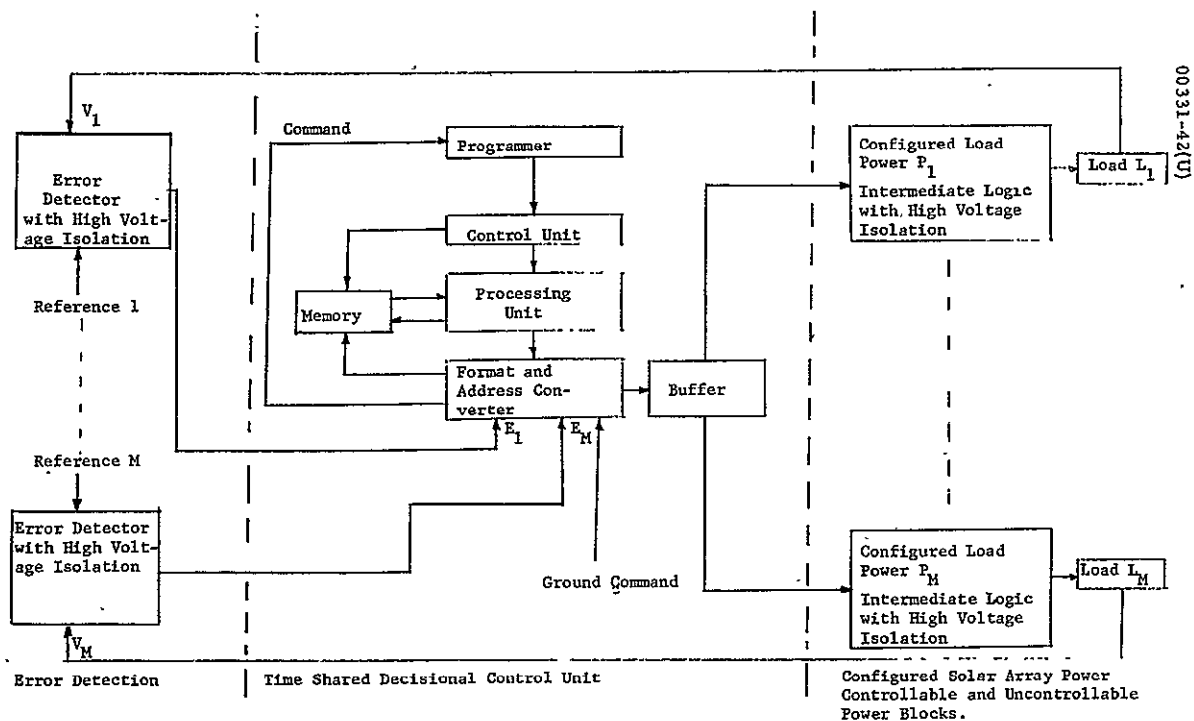 00331-42(U)
V1
Command
Programmer
Error
Detector
with High Volt-
age Isolation
Control Unit
Reference 1
Memory
Processing
Unit
Format and
Address Con-
verter
Buffer
E1
EM
Configured Load
Power P1
Intermediate Logic
with High Voltage
Isolation
Load L1
Reference M
Error Detector
with High Volt-
age Isolation
VM
Ground Command
Configured Load
Power PM
Intermediate Logic
with High Voltage
Isolation
Load LM
Error Detection
Time Shared Decisional Control Unit
Configured Solar Array Power
Controllable and Uncontrollable
Power Blocks.